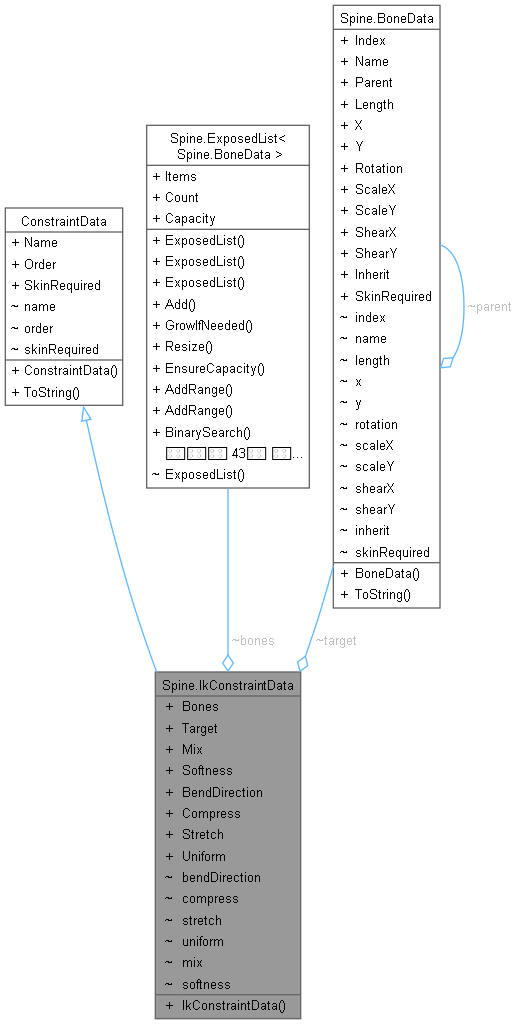 Spine.BoneData
+ Index
+ Name
+ Parent
+ Length
+ X
+ Y
+ Rotation
+ ScaleX
+ ScaleY
+ ShearX
+ ShearY
+ Inherit
+ SkinRequired
~ index
~ name
~ length
~ x
~ y
~ rotation
~ scaleX
~ scaleY
~ shearX
~ shearY
~ inherit
~ skinRequired
+ BoneData()
+ ToString()
~parent
Spine.ExposedList<
Spine.BoneData >
+ Items
+ Count
+ Capacity
+ ExposedList()
+ ExposedList()
+ ExposedList()
+ Add()
+ GrowIfNeeded()
+ Resize()
+ EnsureCapacity()
+ AddRange()
+ AddRange()
+ BinarySearch()
43 ...
~ ExposedList()
ConstraintData
+ Name
+ Order
+ SkinRequired
~ name
~ order
~ skinRequired
+ ConstraintData()
+ ToString()
~bones
~target
Spine.IkConstraintData
+ Bones
+ Target
+ Mix
+ Softness
+ BendDirection
+ Compress
+ Stretch
+ Uniform
~ bendDirection
~ compress
~ stretch
~ uniform
~ mix
~ softness
+ IkConstraintData()